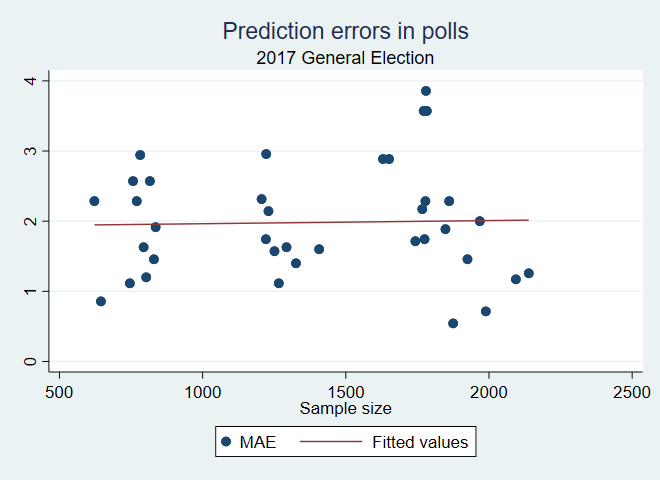 Prediction errors in polls
2017 General Election
4
3
2
1
0
500 1000 1500 2000 2500
Sample size
MAE Fitted values